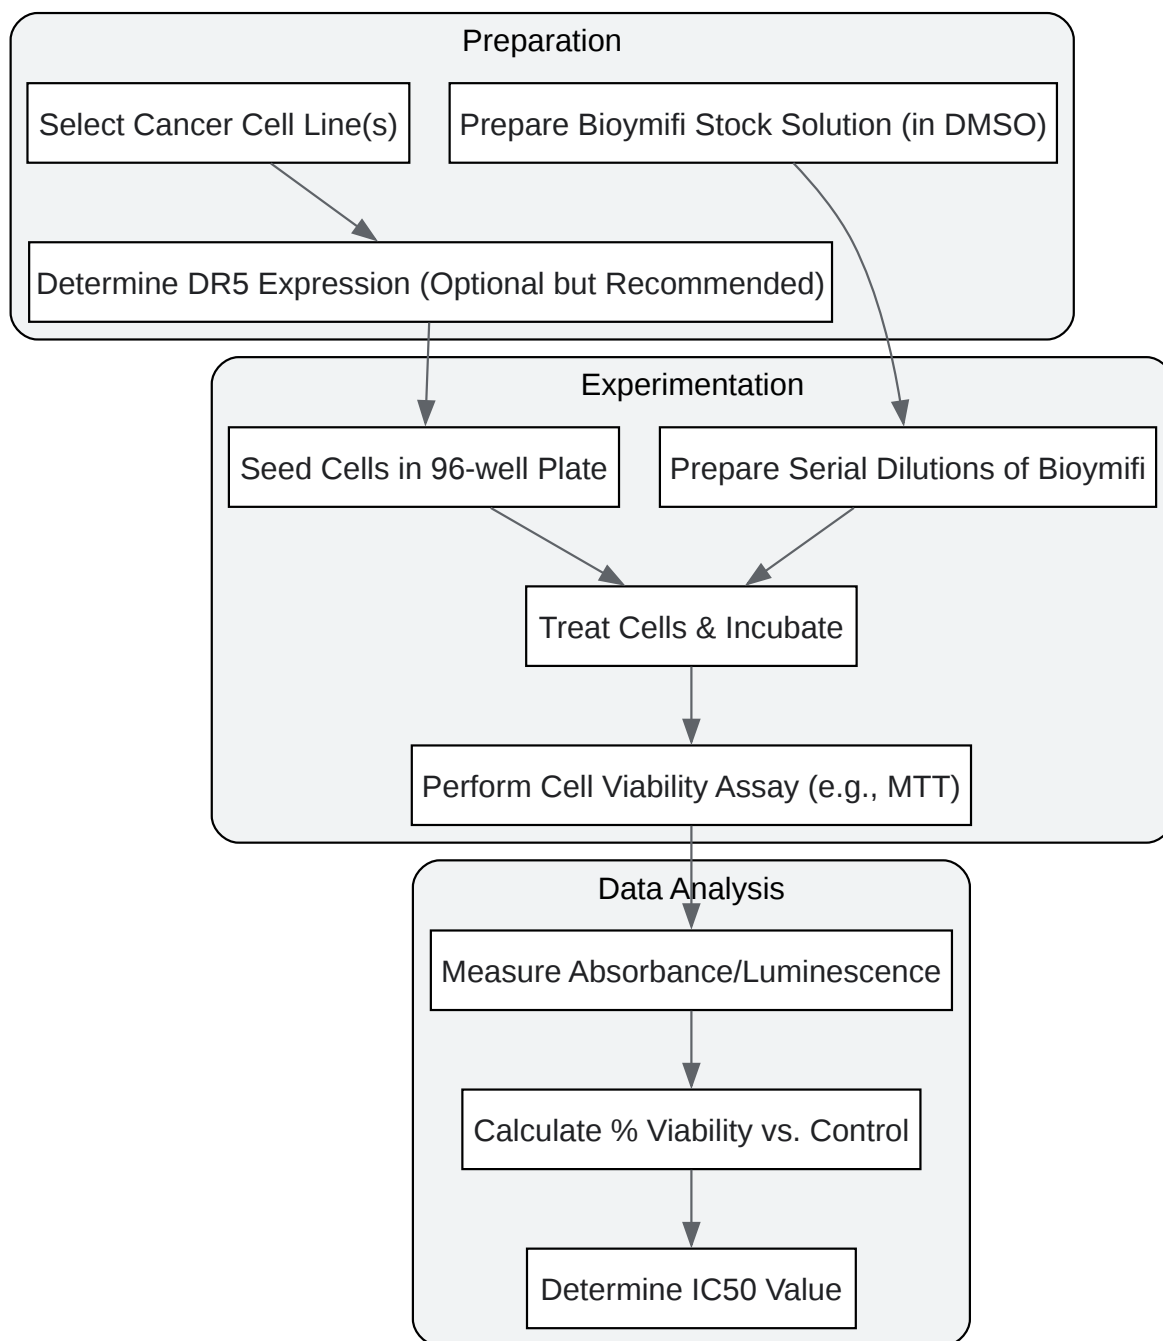 Preparation
Select Cancer Cell Line(s)
Prepare Bioymifi Stock Solution (in DMSO)
Determine DR5 Expression (Optional but Recommended)
Experimentation
Seed Cells in 96-well Plate
Prepare Serial Dilutions of Bioymifi
Treat Cells & Incubate
Perform Cell Viability Assay (e.g., MTT)
Data Analysis
Measure Absorbance/Luminescence
Calculate % Viability vs. Control
Determine IC50 Value